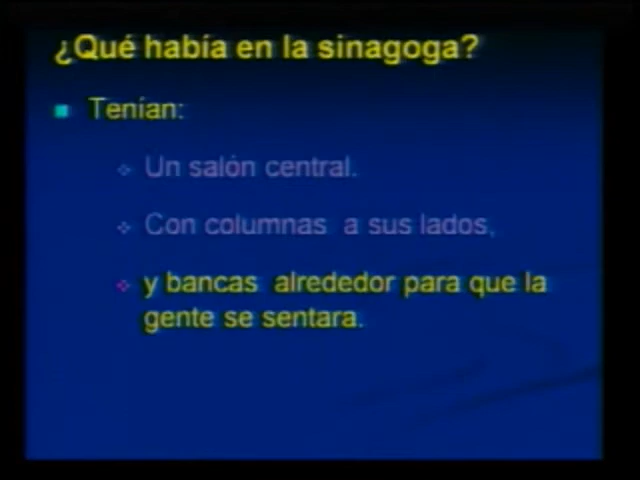 ¿Qué había en la sinagoga?
Tenían:
Un salón central.
Con columnas a sus lados,
y bancas alrededor para que la
gente se sentara.